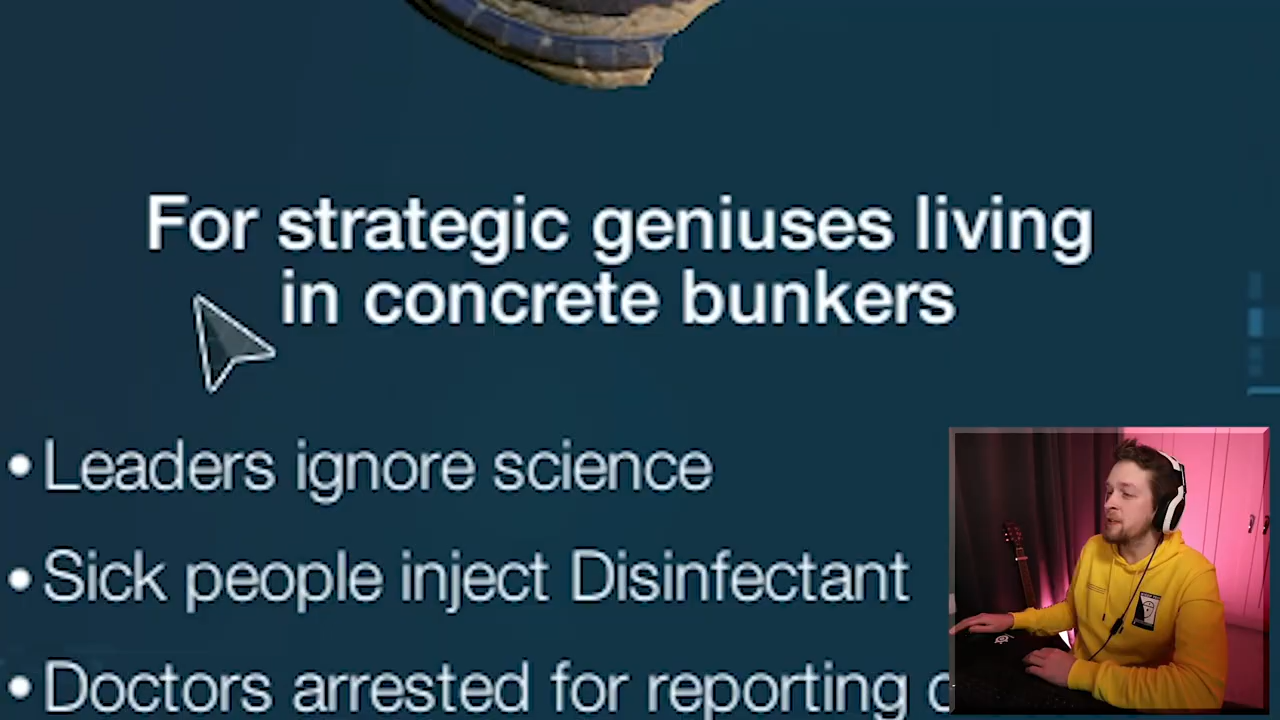 For strategic geniuses living
in concrete bunkers
• Leaders ignore science
• Sick people inject Disinfectant
• Doctors arrested for reporting